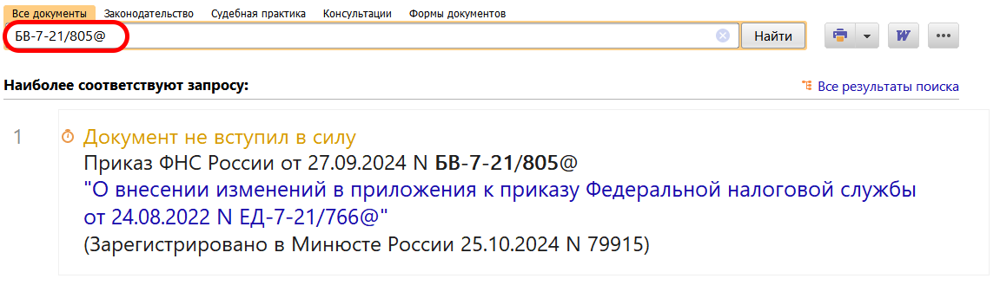 Все документы Законодательство Судебная практика Консультации Формы документов
БВ-7-21/805@ Найти W
Наиболее соответствуют запросу: Все результаты поиска
1 Документ не вступил в силу
Приказ ФНС России от 27.09.2024 N БВ-7-21/805@
"О внесении изменений в приложения к приказу Федеральной налоговой службы
от 24.08.2022 N ЕД-7-21/766@"
(Зарегистрировано в Минюсте России 25.10.2024 N 79915)